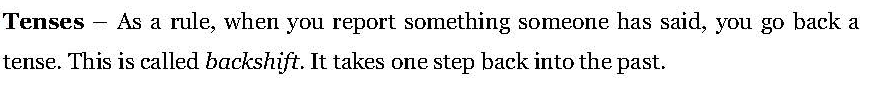 Tenses – As a rule, when you report something someone has said, you go back a
tense. This is called backshift. It takes one step back into the past.